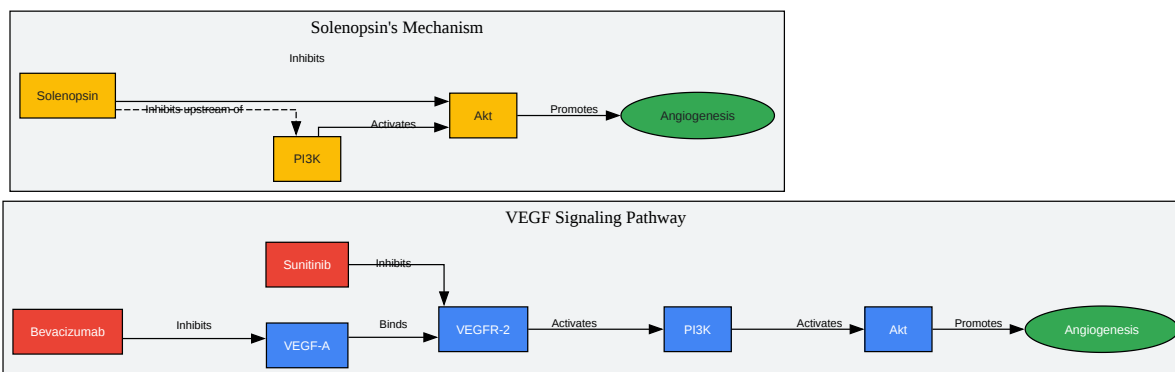 Solenopsin's Mechanism
Inhibits
Solenopsin
Inhibits upstream of
PI3K
Activates
Akt
Promotes
Angiogenesis
VEGF Signaling Pathway
Sunitinib
Inhibits
Bevacizumab
Inhibits
VEGF-A
Binds
VEGFR-2
Activates
PI3K
Activates
Akt
Promotes
Angiogenesis